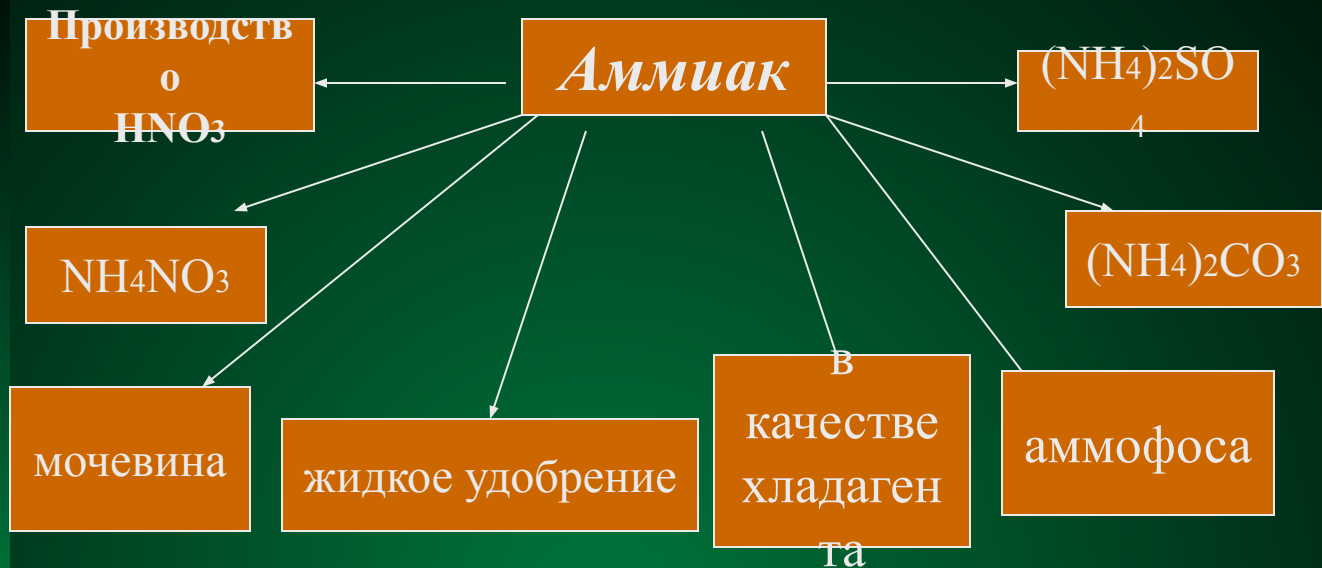 Производств
о
HNO3
Аммиак
(NH4)2SO
4
NH4NO3
(NH4)2CO3
мочевина
жидкое удобрение
в
качестве
хладаген
та
аммофоса